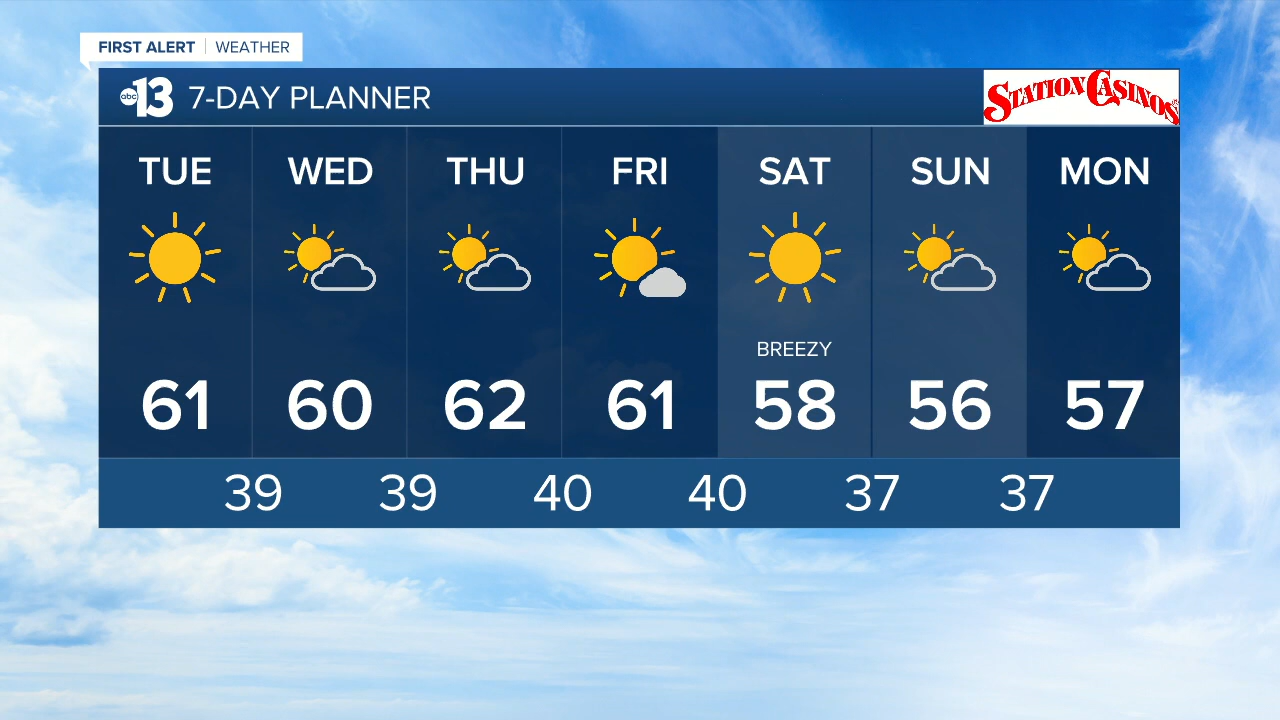 FIRST ALERT | WEATHER
abc 13 7-DAY PLANNER
STATION CASINOS
TUE WED THU FRI SAT SUN MON
BREEZY
61 60 62 61 58 56 57
39 39 40 40 37 37